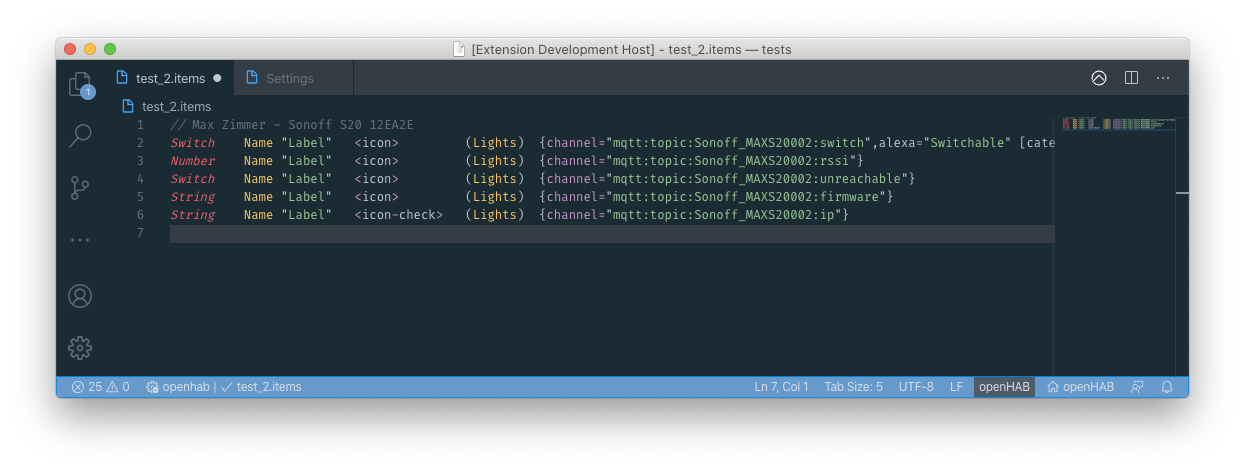 [Extension Development Host] - test_2.items — tests
test_2.items
Settings
1
test_2.items
1 // Max Zimmer - Sonoff S20 12EA2E
2 Switch Name "Label" <icon> (Lights) {channel="mqtt:topic:Sonoff_MAXS20002:switch",alexa="Switchable" [cate
3 Number Name "Label" <icon> (Lights) {channel="mqtt:topic:Sonoff_MAXS20002:rssi"}
4 Switch Name "Label" <icon> (Lights) {channel="mqtt:topic:Sonoff_MAXS20002:unreachable"}
5 String Name "Label" <icon> (Lights) {channel="mqtt:topic:Sonoff_MAXS20002:firmware"}
6 String Name "Label" <icon-check> (Lights) {channel="mqtt:topic:Sonoff_MAXS20002:ip"}
7
25 0 openhab | ✓ test_2.items Ln 7, Col 1 Tab Size: 5 UTF-8 LF openHAB openHAB